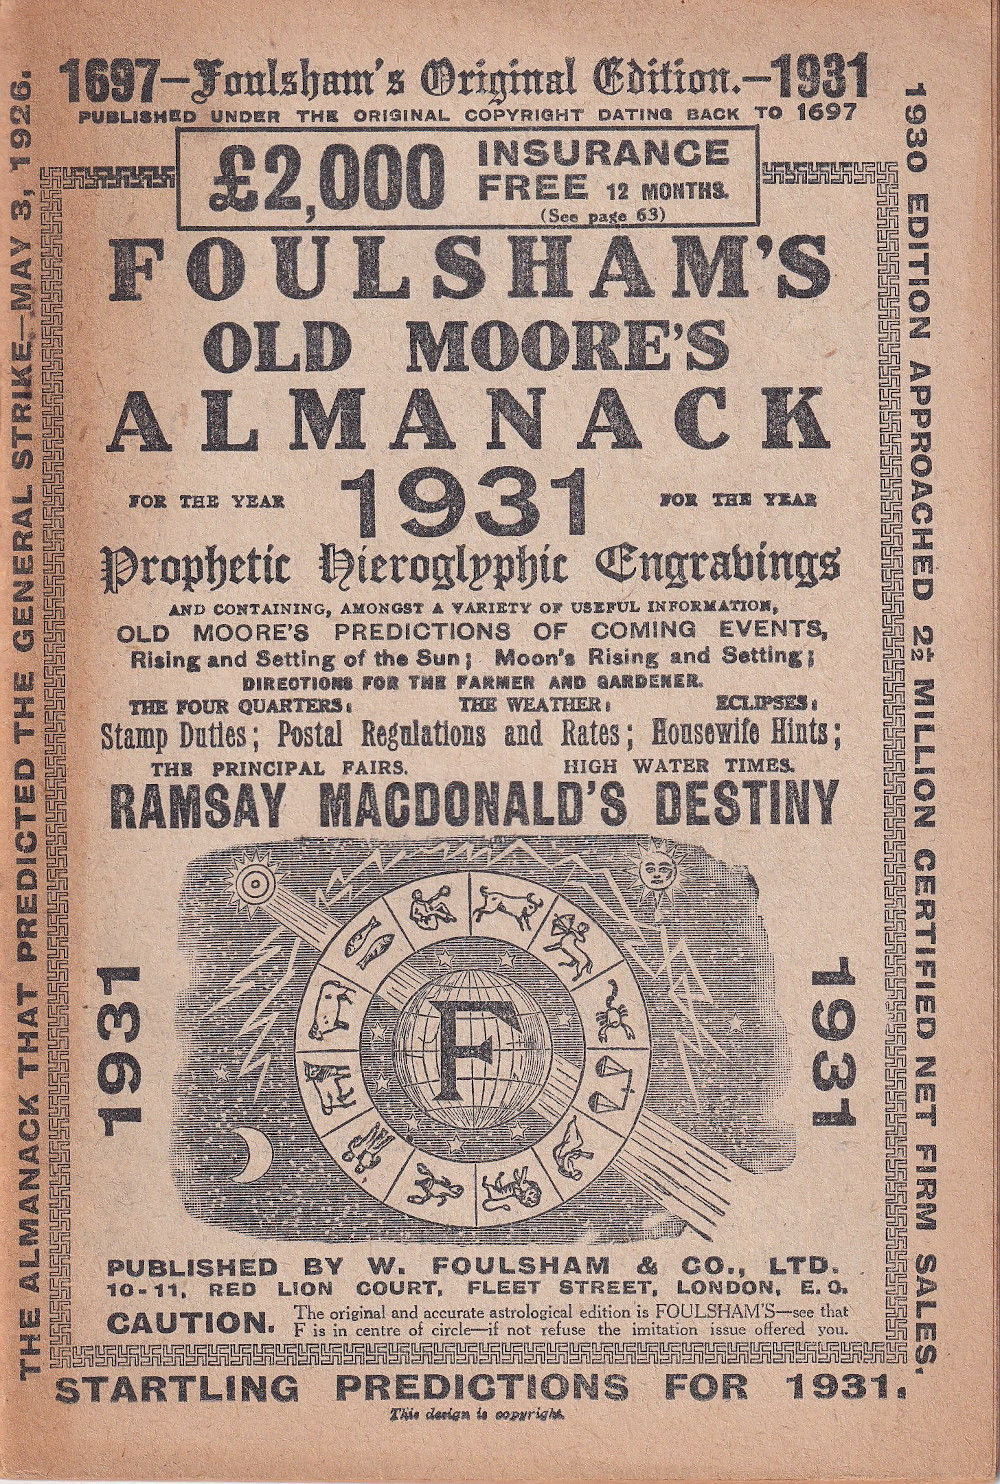 1697—Foulsham's Original Edition.—1931
PUBLISHED UNDER THE ORIGINAL COPYRIGHT DATING BACK TO 1697
£2,000
INSURANCE
FREE 12 MONTHS.
(See page 63)
FOULSHAM'S
OLD MOORE'S
ALMANACK
FOR THE YEAR 1931 FOR THE YEAR
Prophetic Hieroglyphic Engravings
AND CONTAINING, AMONGST A VARIETY OF USEFUL INFORMATION,
OLD MOORE'S PREDICTIONS OF COMING EVENTS,
Rising and Setting of the Sun; Moon's Rising and Setting;
DIRECTIONS FOR THE FARMER AND GARDENER.
THE FOUR QUARTERS; THE WEATHER; ECLIPSES;
Stamp Duties; Postal Regulations and Rates; Housewife Hints;
THE PRINCIPAL FAIRS. HIGH WATER TIMES.
RAMSAY MACDONALD'S DESTINY
1931
F
1931
PUBLISHED BY W. FOULSHAM & CO., LTD.
10-11, RED LION COURT, FLEET STREET, LONDON, E.C.
CAUTION. The original and accurate astrological edition is FOULSHAM'S—see that
F is in centre of circle—if not refuse the imitation issue offered you.
STARTLING PREDICTIONS FOR 1931.
This design is copyright.
THE ALMANACK THAT PREDICTED THE GENERAL STRIKE—MAY 3, 1926.
1930 EDITION APPROACHED 2½ MILLION CERTIFIED NET FIRM SALES.